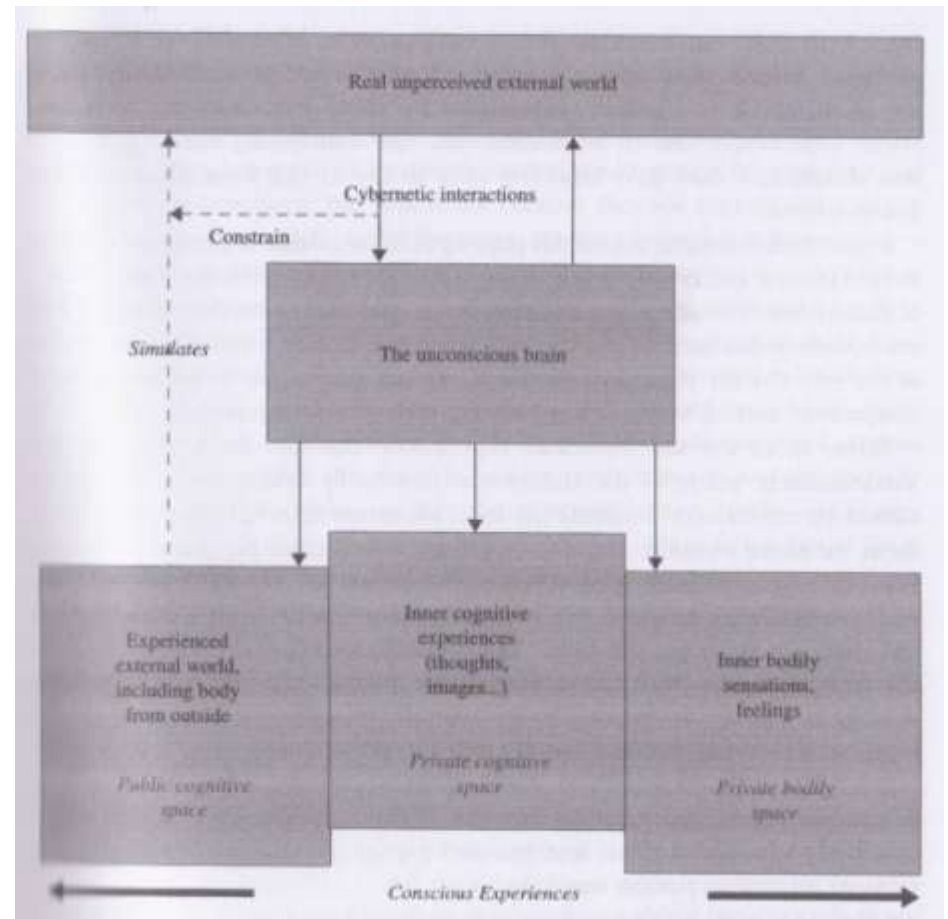 Real unperceived external world
Cybernetic interactions
Constrain
Simulates
The unconscious brain
Experienced
external world,
including body
from outside
Public cognitive
space
Inner cognitive
experiences
(thoughts,
images...)
Private cognitive
space
Inner bodily
sensations,
feelings
Private bodily
space
Conscious Experiences